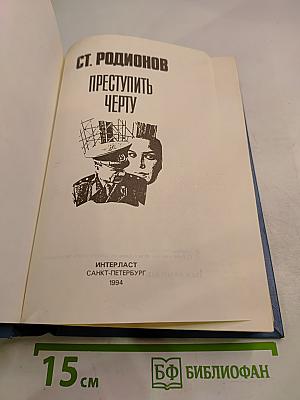 СТ. РОДИОНОВ
ПРЕСТУПИТЬ
ЧЕРТУ
ИНТЕРЛАСТ
САНКТ-ПЕТЕРБУРГ
1994
15 см
БФ БИБЛИОФАН